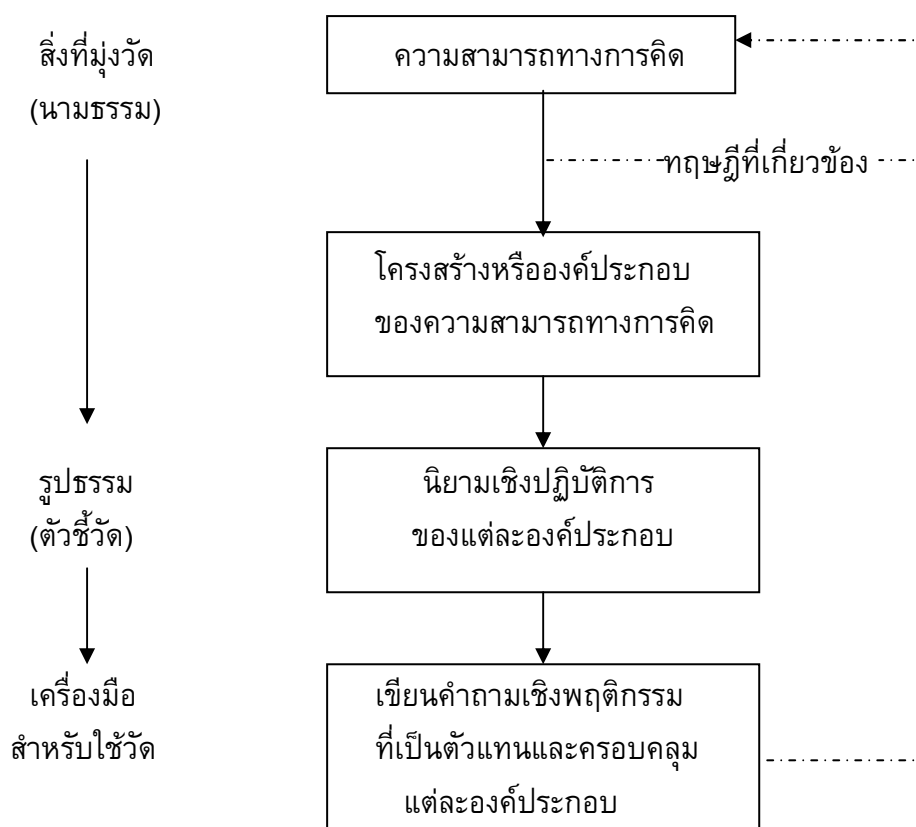 สิ่งที่มุ่งวัด
(นามธรรม)
ความสามารถทางการคิด
ทฤษฎีที่เกี่ยวข้อง
โครงสร้างหรือองค์ประกอบ
ของความสามารถทางการคิด
รูปธรรม
(ตัวชี้วัด)
นิยามเชิงปฏิบัติการ
ของแต่ละองค์ประกอบ
เครื่องมือ
สำหรับใช้วัด
เขียนคำถามเชิงพฤติกรรม
ที่เป็นตัวแทนและครอบคลุม
แต่ละองค์ประกอบ